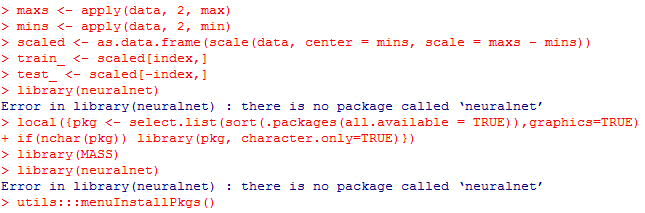 > maxs <- apply(data, 2, max)
> mins <- apply(data, 2, min)
> scaled <- as.data.frame(scale(data, center = mins, scale = maxs - mins))
> train_ <- scaled[index,]
> test_ <- scaled[-index,]
> library(neuralnet)
Error in library(neuralnet) : there is no package called ‘neuralnet’
> local({pkg <- select.list(sort(.packages(all.available = TRUE)),graphics=TRUE)
+ if(nchar(pkg)) library(pkg, character.only=TRUE)})
> library(MASS)
> library(neuralnet)
Error in library(neuralnet) : there is no package called ‘neuralnet’
> utils:::menuInstallPkgs()